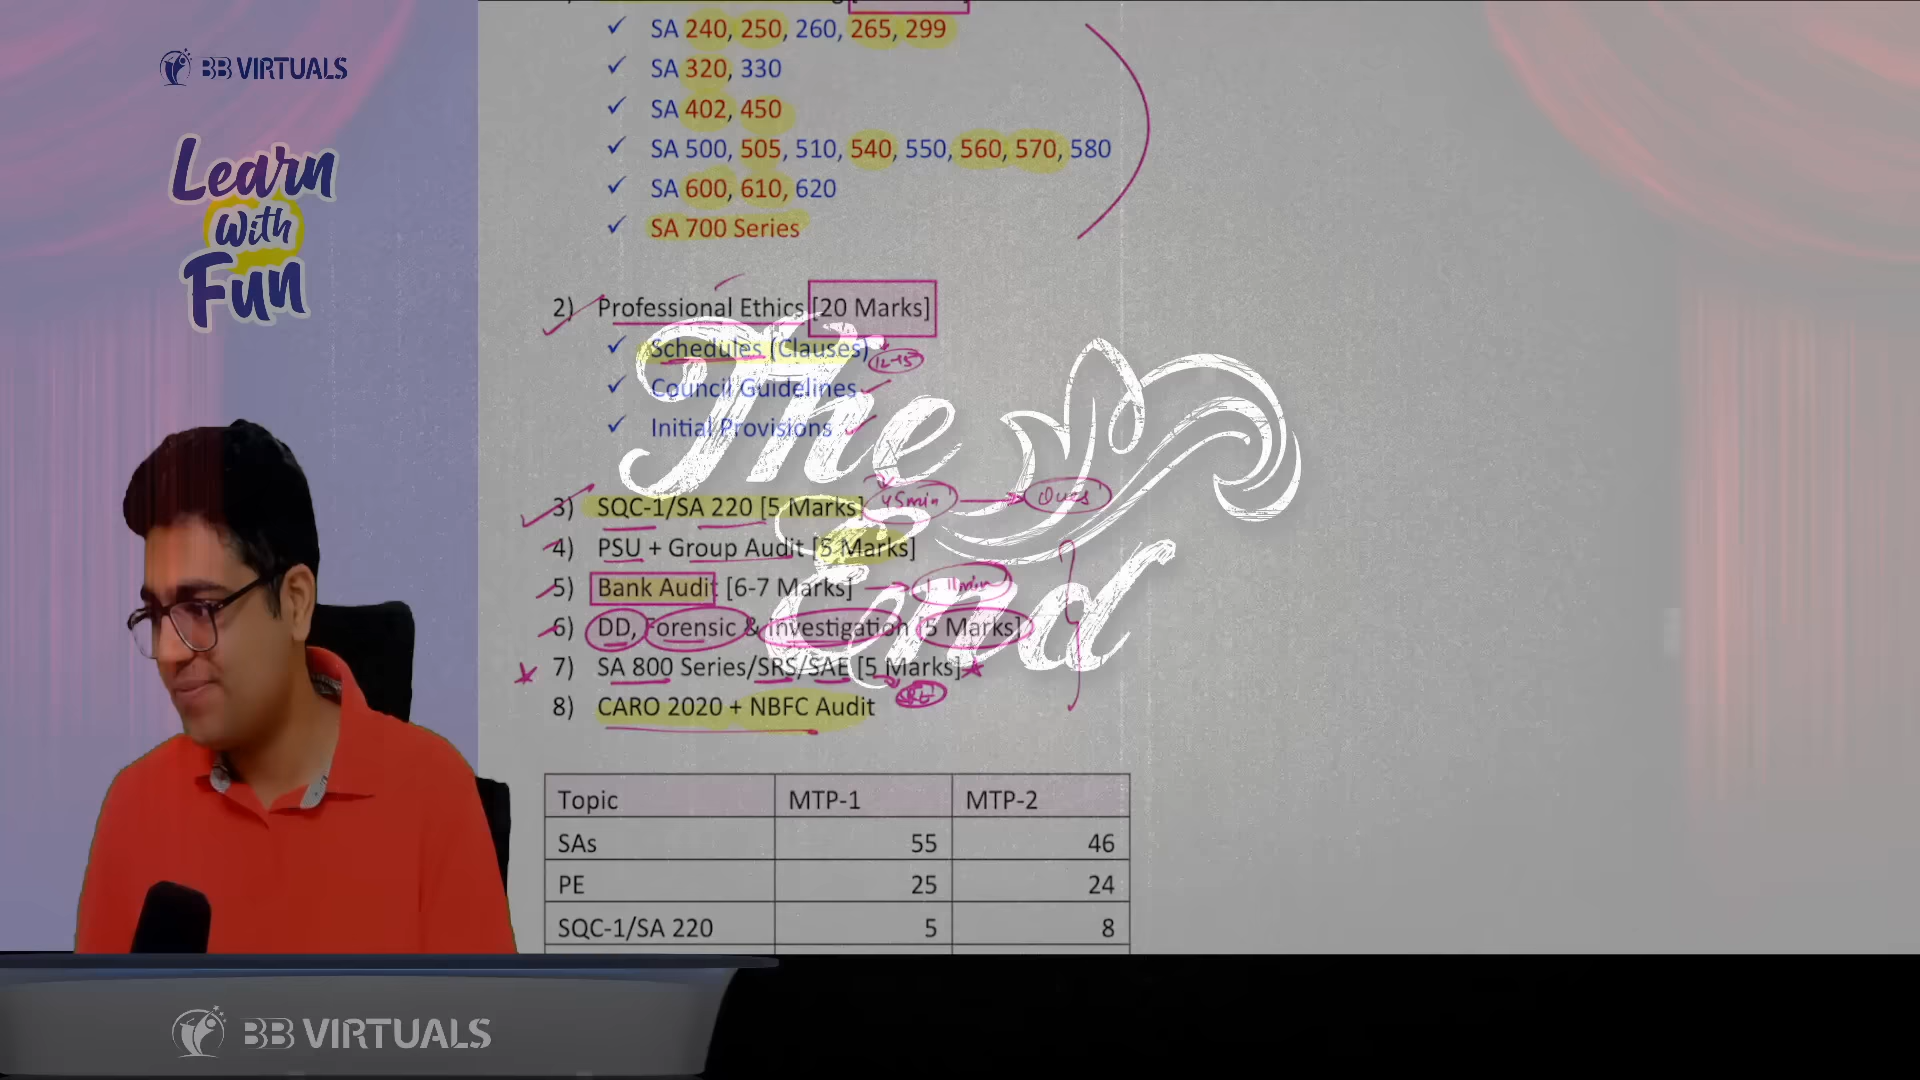 BB VIRTUALS
Learn
With
Fun
✓ SA 240, 250, 260, 265, 299
✓ SA 320, 330
✓ SA 402, 450
✓ SA 500, 505, 510, 540, 550, 560, 570, 580
✓ SA 600, 610, 620
✓ SA 700 Series
2) Professional Ethics [20 Marks]
✓ Schedules (Clauses) 12-15
✓ Council Guidelines
✓ Initial Provisions
The
End
3) SQC-1/SA 220 [5 Marks] 45min Ques
4) PSU + Group Audit [5 Marks]
5) Bank Audit [6-7 Marks]
6) DD, Forensic & Investigation [5 Marks]
7) SA 800 Series/SRS/SAE [5 Marks]
8) CARO 2020 + NBFC Audit
Topic MTP-1 MTP-2
SAs 55 46
PE 25 24
SQC-1/SA 220 5 8
BB VIRTUALS